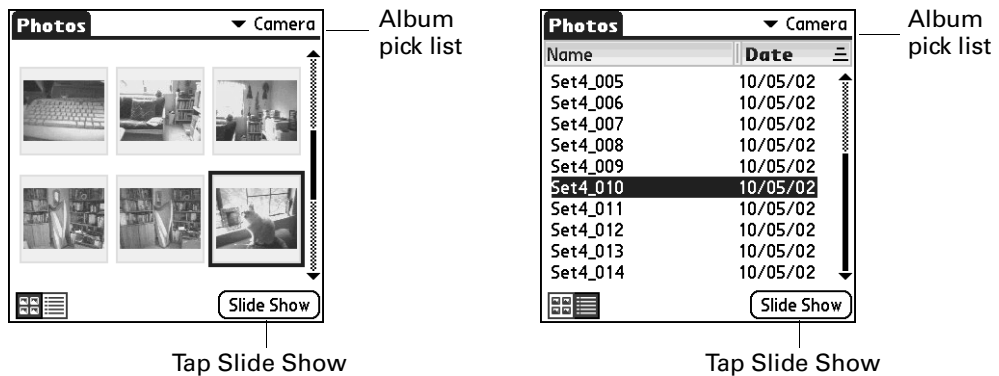 Photos Camera
Album
pick list
Slide Show
Tap Slide Show
Photos Camera
Album
pick list
Name Date
Set4_005 10/05/02
Set4_006 10/05/02
Set4_007 10/05/02
Set4_008 10/05/02
Set4_009 10/05/02
Set4_010 10/05/02
Set4_011 10/05/02
Set4_012 10/05/02
Set4_013 10/05/02
Set4_014 10/05/02
Slide Show
Tap Slide Show